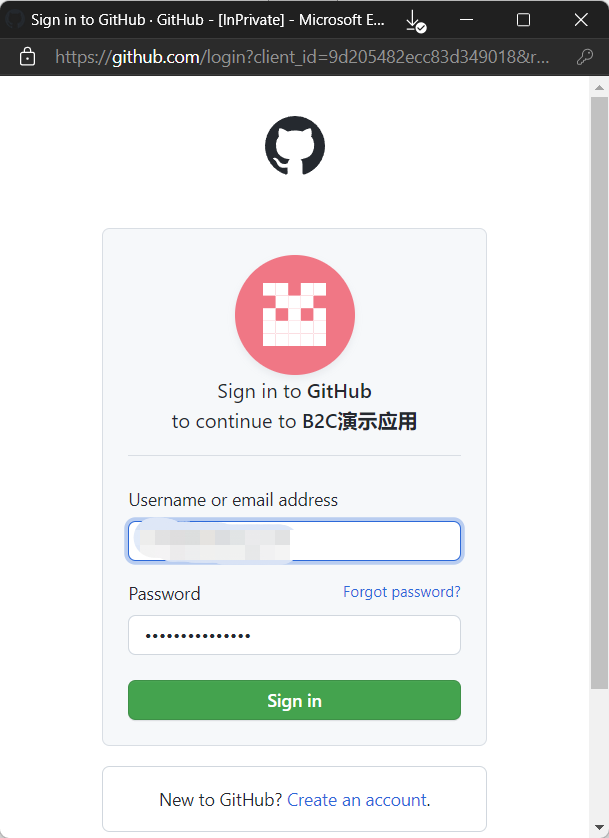 Sign in to GitHub · GitHub - [InPrivate] - Microsoft E...
https://github.com/login?client_id=9d205482ecc83d349018&r...
Sign in to GitHub
to continue to B2C演示应用
Username or email address
Password
Forgot password?
•••••••••••••••
Sign in
New to GitHub? Create an account.